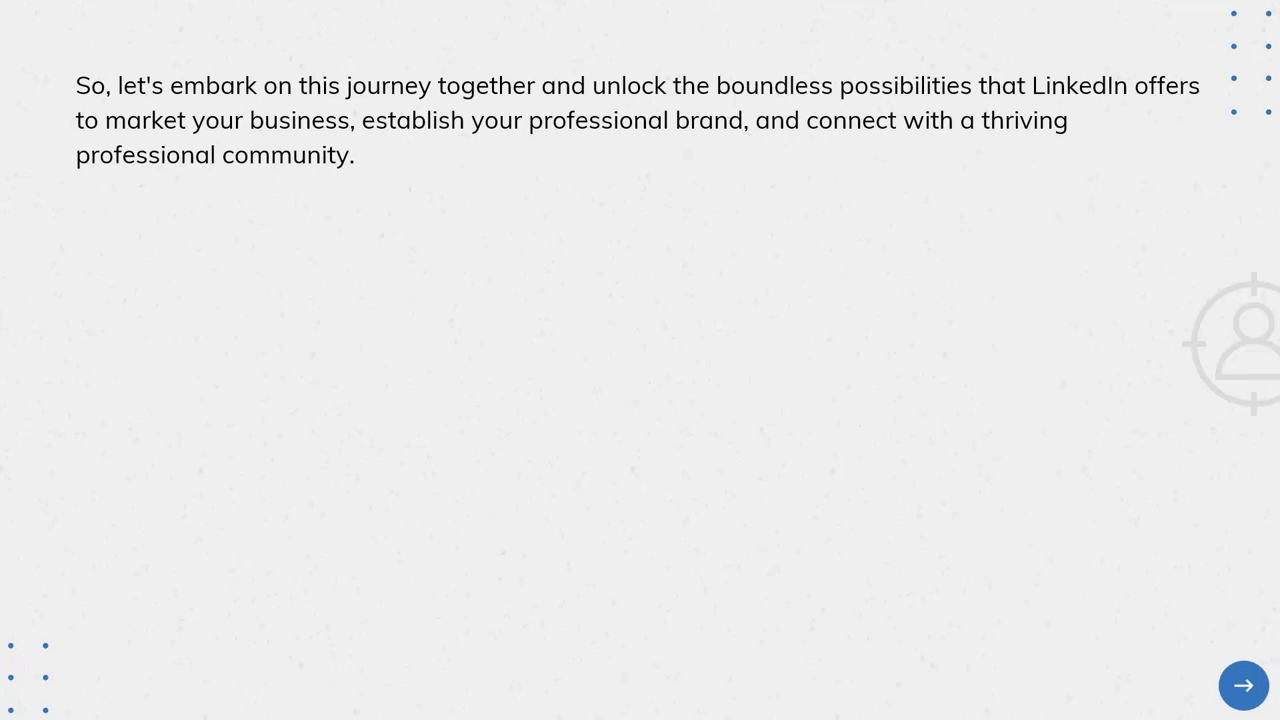 So, let's embark on this journey together and unlock the boundless possibilities that LinkedIn offers
to market your business, establish your professional brand, and connect with a thriving
professional community.